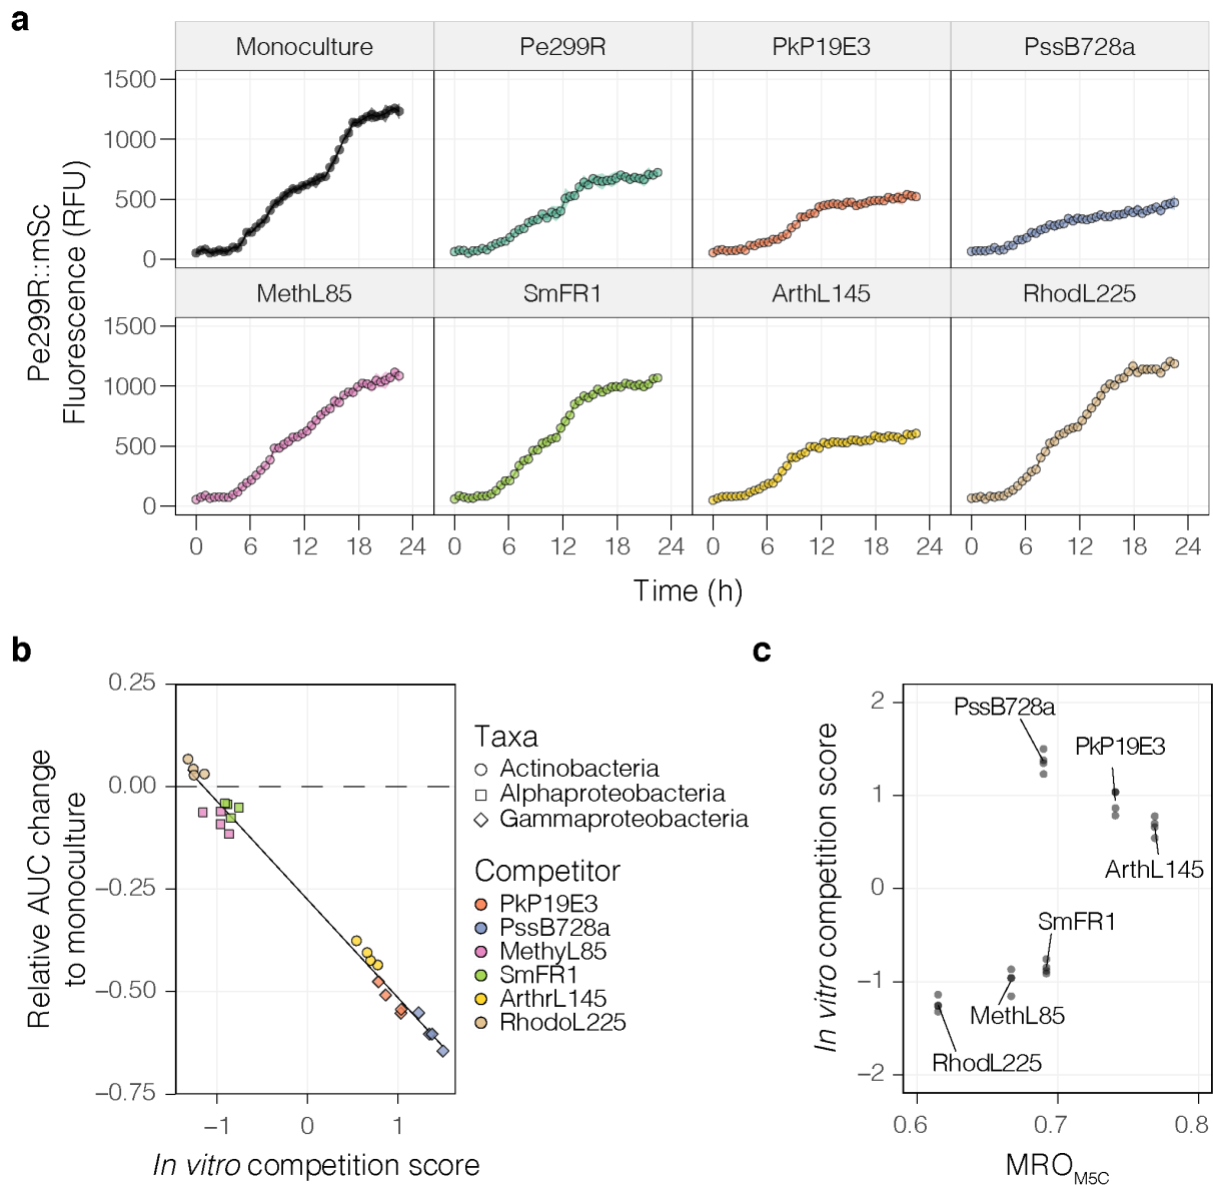 a
Monoculture Pe299R PkP19E3 PssB728a
1500
1000
500
0
MethL85 SmFR1 ArthL145 RhodL225
1500
1000
500
0
Pe299R::mSc
Fluorescence (RFU)
0 6 12 18 24 0 6 12 18 24 0 6 12 18 24 0 6 12 18 24
Time (h)
b
0.25
0.00
−0.25
−0.50
−0.75
Relative AUC change
to monoculture
−1 0 1
In vitro competition score
Taxa
Actinobacteria
Alphaproteobacteria
Gammaproteobacteria
Competitor
PkP19E3
PssB728a
MethyL85
SmFR1
ArthrL145
RhodoL225
c
2
1
0
−1
−2
In vitro competition score
PssB728a
PkP19E3
ArthL145
SmFR1
MethL85
RhodL225
0.6 0.7 0.8
MRO M5C